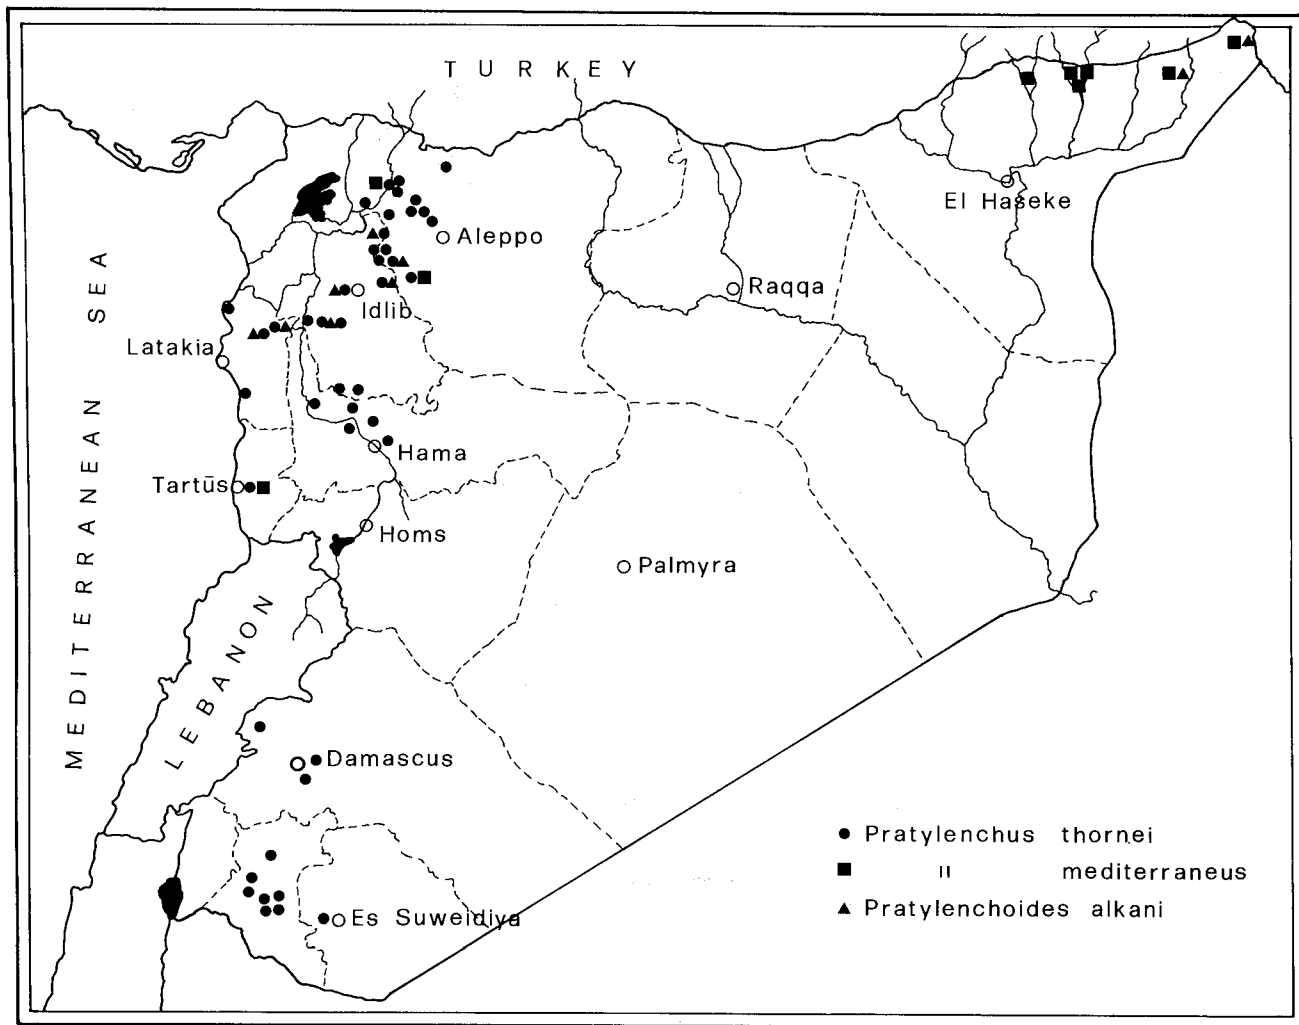 TURKEY
El Haseke
Aleppo
Raqqa
Idlib
Latakia
MEDITERRANEAN SEA
Hama
Tartūs
Homs
Palmyra
LEBANON
Damascus
Es Suweidiya
Pratylenchus thornei
" mediterraneus
Pratylenchoides alkani